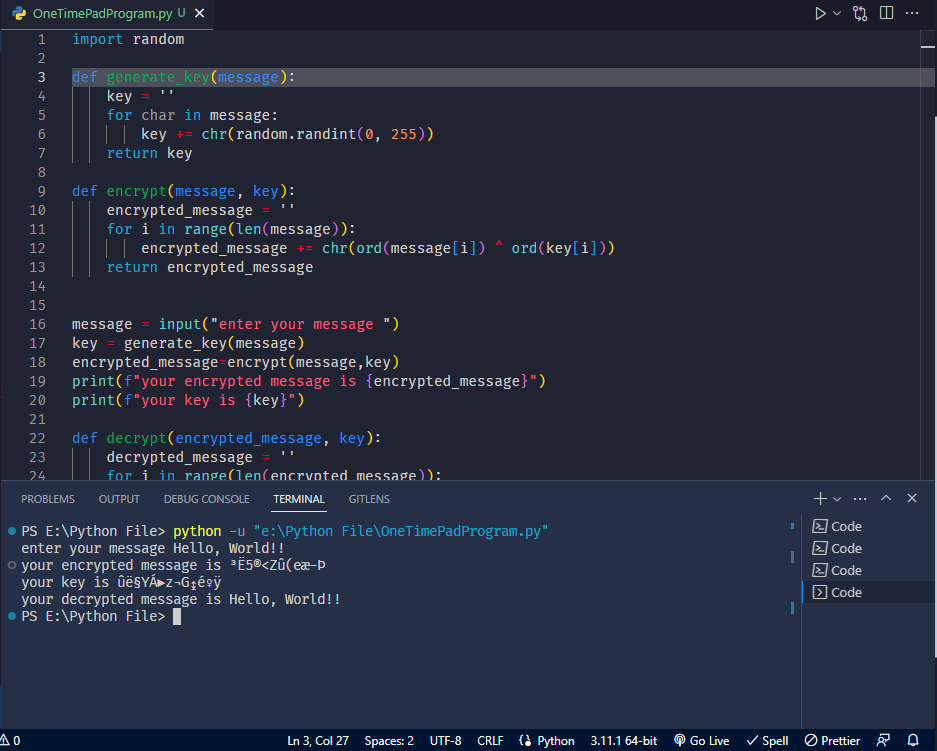 OneTimePadProgram.py U
1 import random
2
3 def generate_key(message):
4 key = ''
5 for char in message:
6 key += chr(random.randint(0, 255))
7 return key
8
9 def encrypt(message, key):
10 encrypted_message = ''
11 for i in range(len(message)):
12 encrypted_message += chr(ord(message[i]) ^ ord(key[i]))
13 return encrypted_message
14
15
16 message = input("enter your message ")
17 key = generate_key(message)
18 encrypted_message=encrypt(message,key)
19 print(f"your encrypted message is {encrypted_message}")
20 print(f"your key is {key}")
21
22 def decrypt(encrypted_message, key):
23 decrypted_message = ''
24 for i in range(len(encrypted_message)):
PROBLEMS OUTPUT DEBUG CONSOLE TERMINAL GITLENS
PS E:\Python File> python -u "e:\Python File\OneTimePadProgram.py"
enter your message Hello, World!!
your encrypted message is
your key is
your decrypted message is Hello, World!!
PS E:\Python File>
Code
Code
Code
Code
0 Ln 3, Col 27 Spaces: 2 UTF-8 CRLF Python 3.11.1 64-bit Go Live Spell Prettier